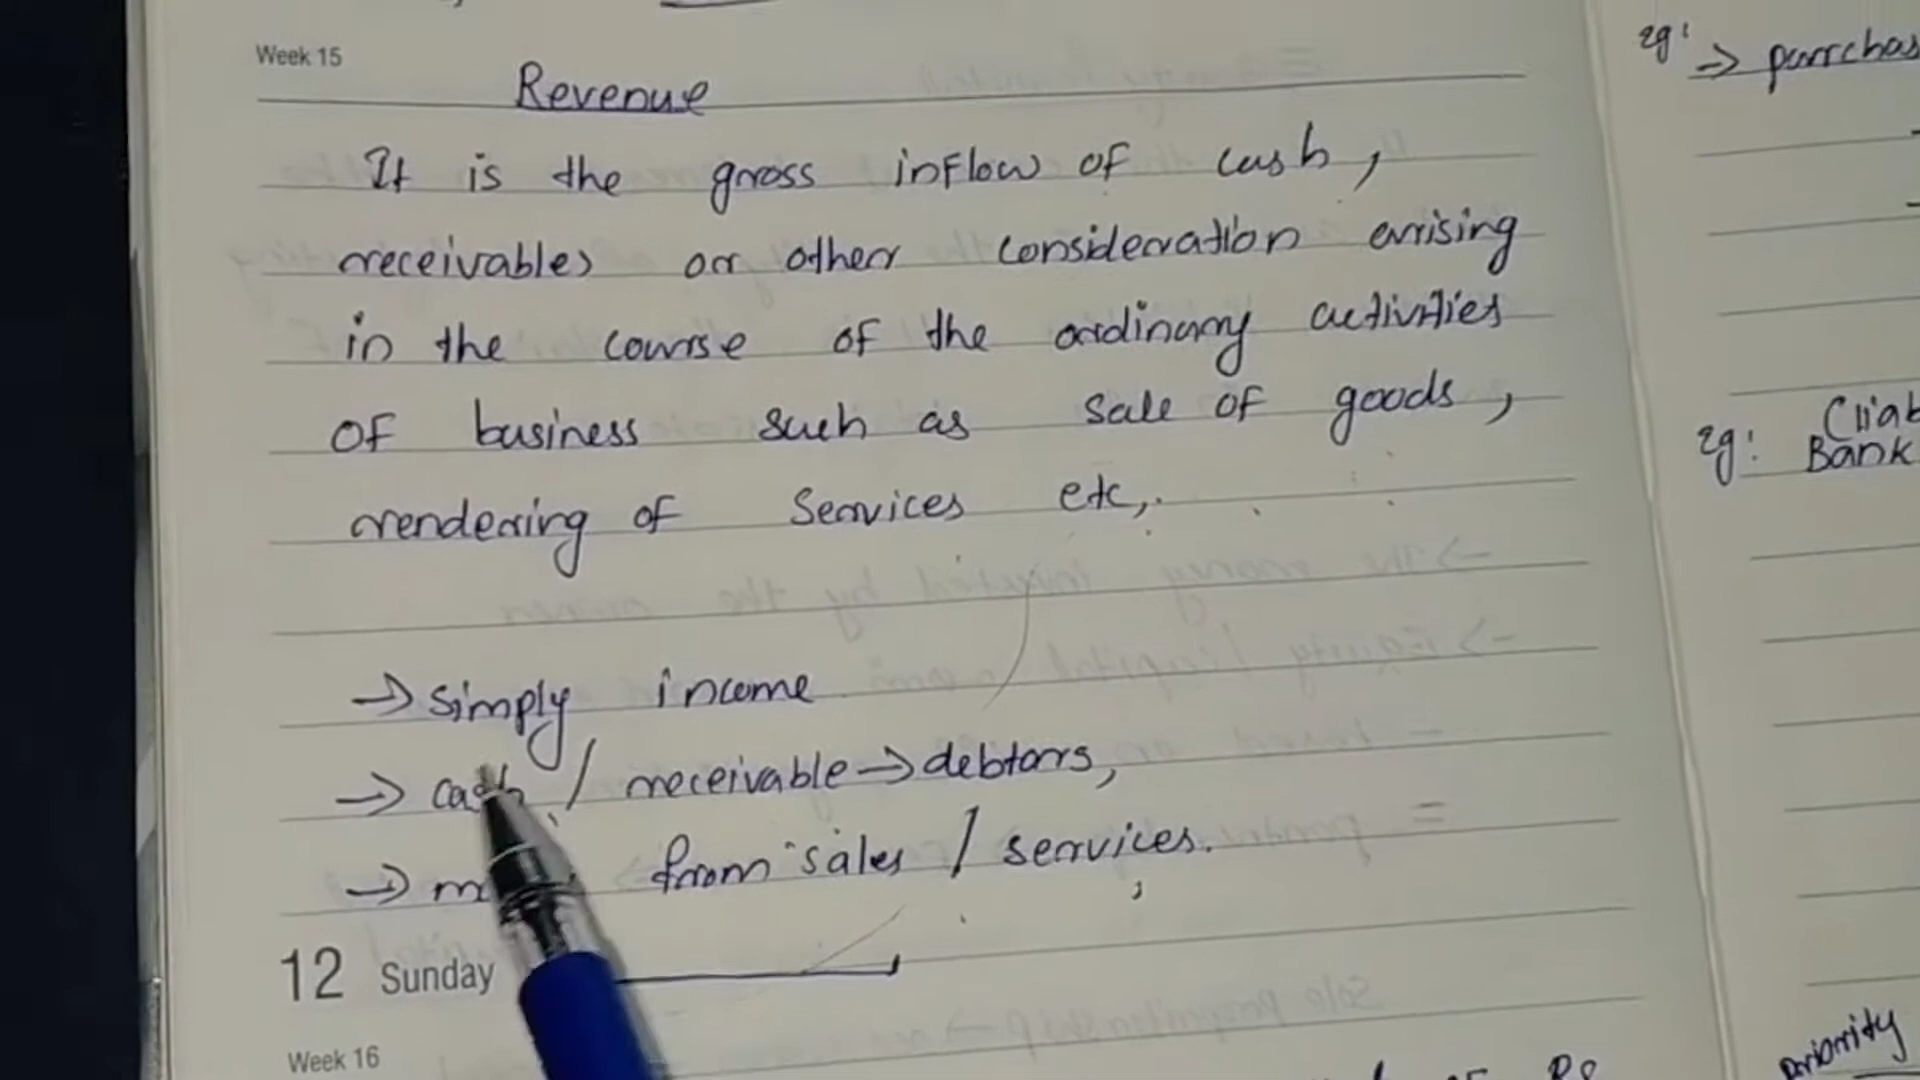 Week 15
Revenue
It is the gross inflow of cash,
receivables or other consideration arising
in the course of the ordinary activities
of business such as sale of goods,
rendering of services etc,.
→ simply income
→ cash / receivable → debtors,
→ from sales / services.
12 Sunday
Week 16
eg: → purchas
eg: Bank
priority